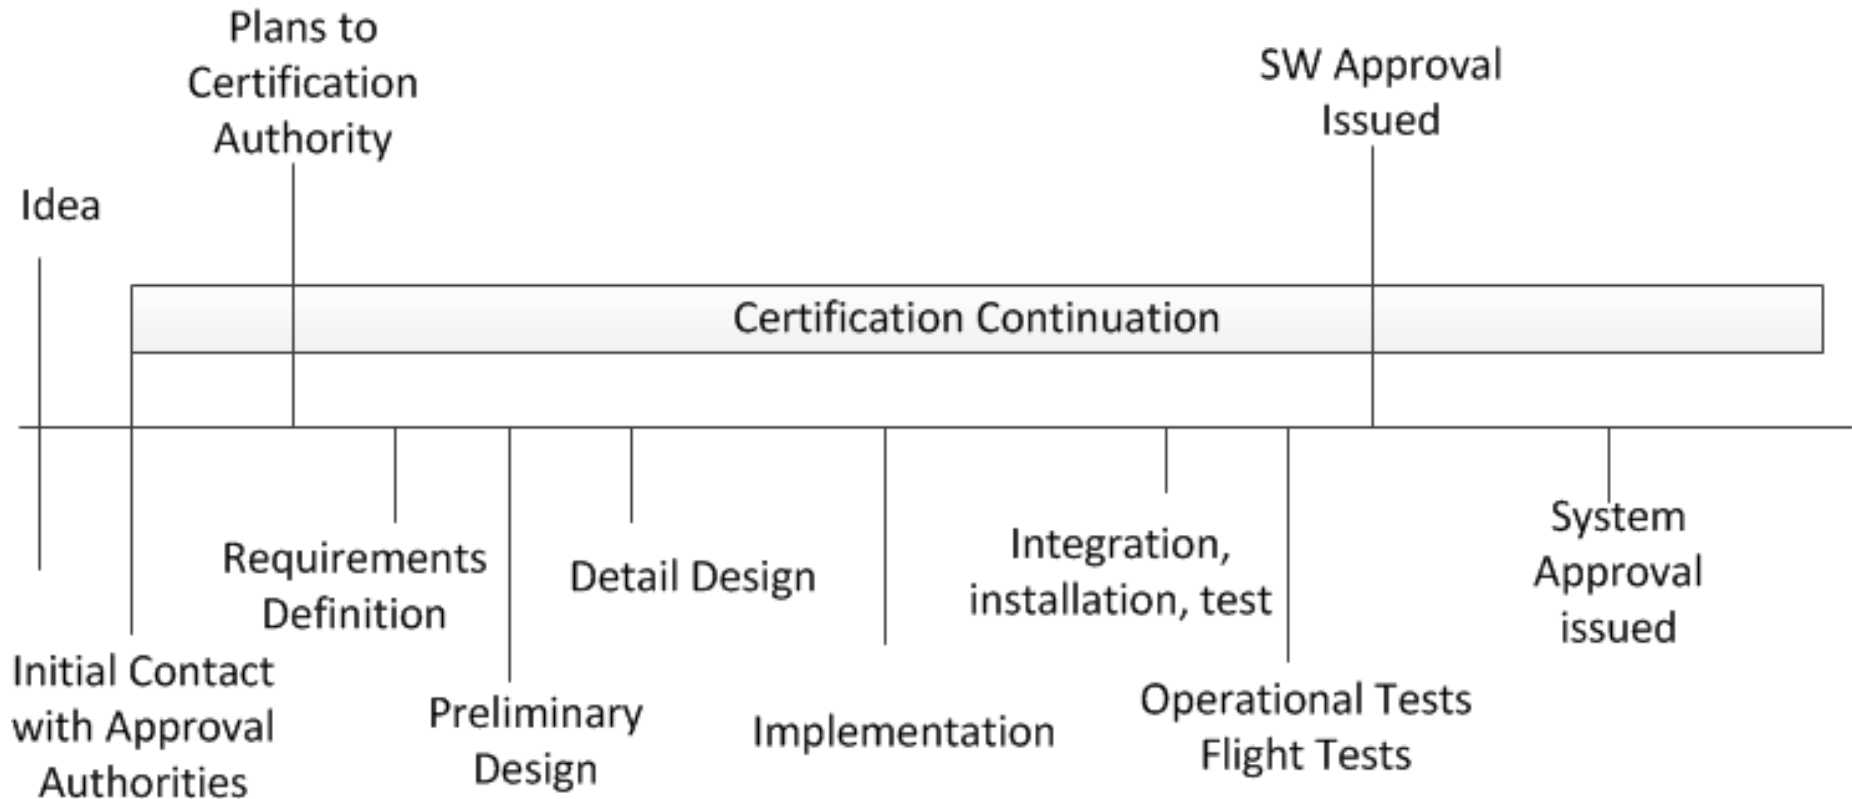 Plans to
Certification
Authority
SW Approval
Issued
Idea
Certification Continuation
Requirements
Definition
Detail Design
Integration,
installation, test
System
Approval
issued
Initial Contact
with Approval
Authorities
Preliminary
Design
Implementation
Operational Tests
Flight Tests